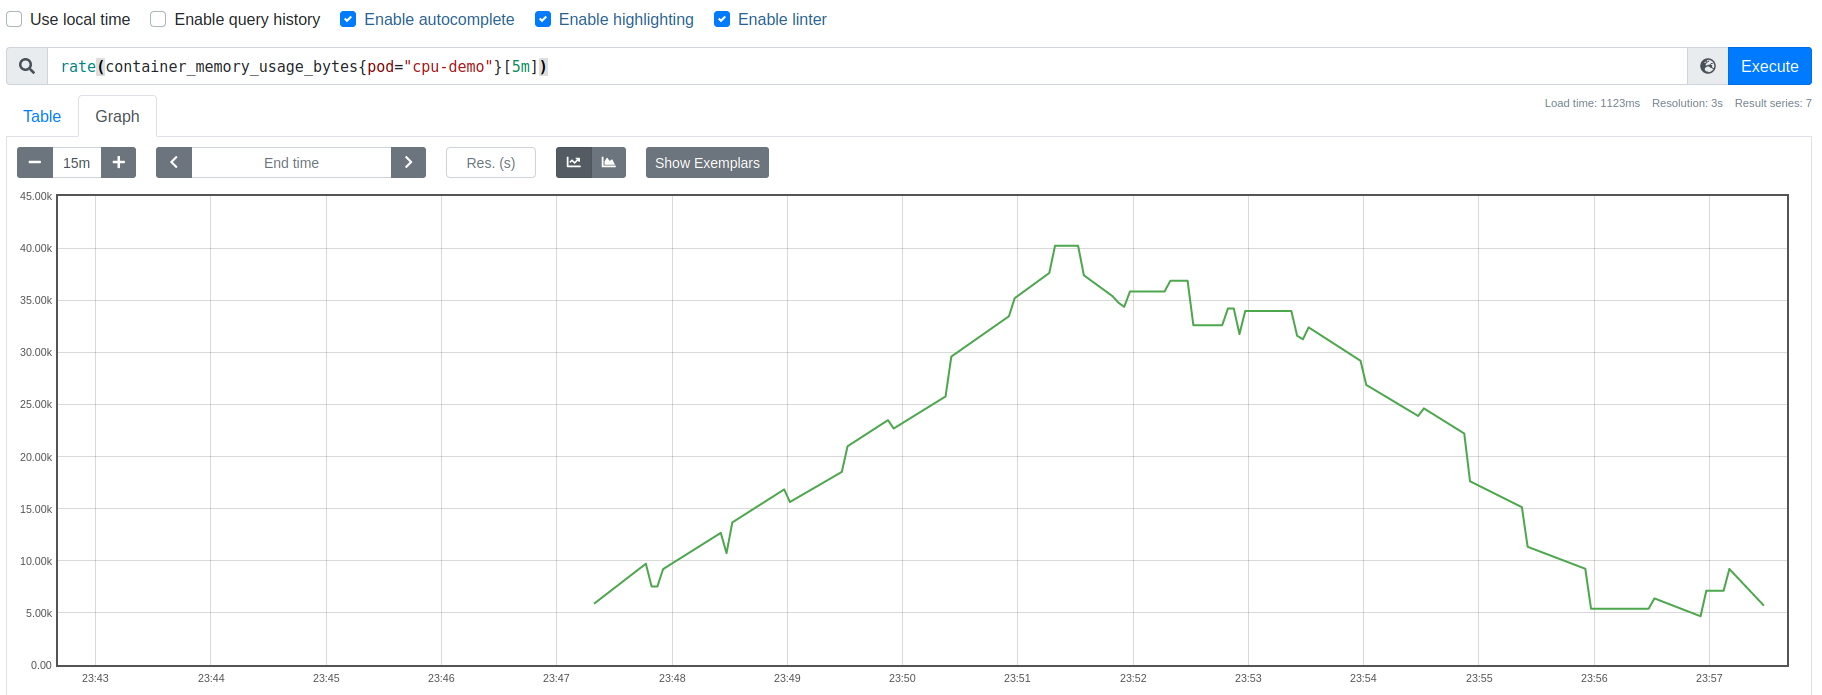 Use local time Enable query history Enable autocomplete Enable highlighting Enable linter
rate(container_memory_usage_bytes{pod="cpu-demo"}[5m])
Execute
Table Graph
Load time: 1123ms Resolution: 3s Result series: 7
15m End time Res. (s) Show Exemplars
45.00k
40.00k
35.00k
30.00k
25.00k
20.00k
15.00k
10.00k
5.00k
0.00
23:43 23:44 23:45 23:46 23:47 23:48 23:49 23:50 23:51 23:52 23:53 23:54 23:55 23:56 23:57